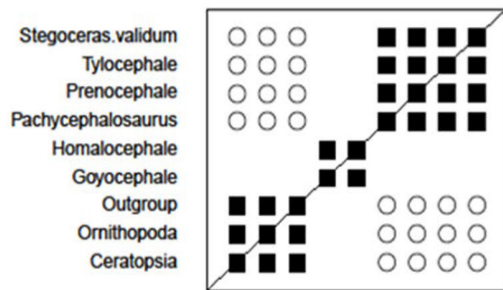 Stegoceras.validum
Tylocephale
Prenocephale
Pachycephalosaurus
Homalocephale
Goyocephale
Outgroup
Ornithopoda
Ceratopsia